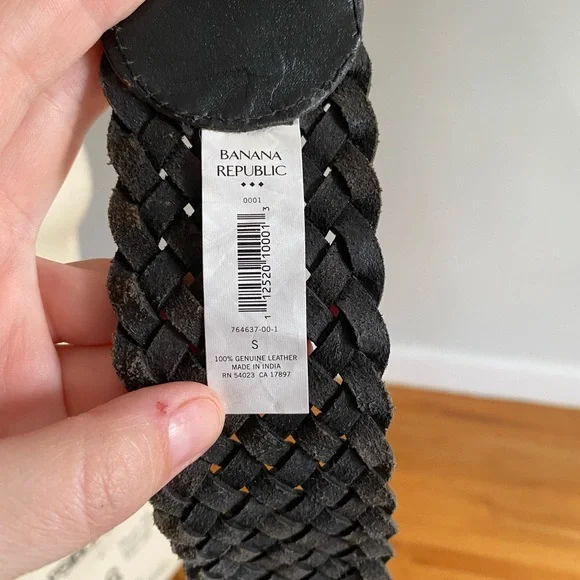 BANANA
REPUBLIC
0001
1 12520 10001 3
764637-00-1
S
100% GENUINE LEATHER
MADE IN INDIA
RN 54023 CA 17897